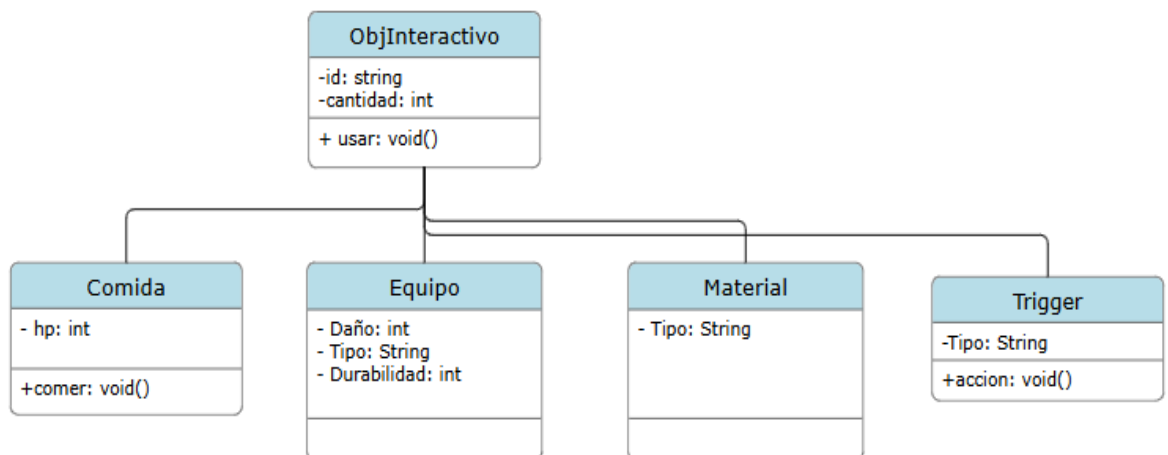 ObjInteractivo
-id: string
-cantidad: int
+ usar: void()
Comida
- hp: int
+comer: void()
Equipo
- Daño: int
- Tipo: String
- Durabilidad: int
Material
- Tipo: String
Trigger
-Tipo: String
+accion: void()